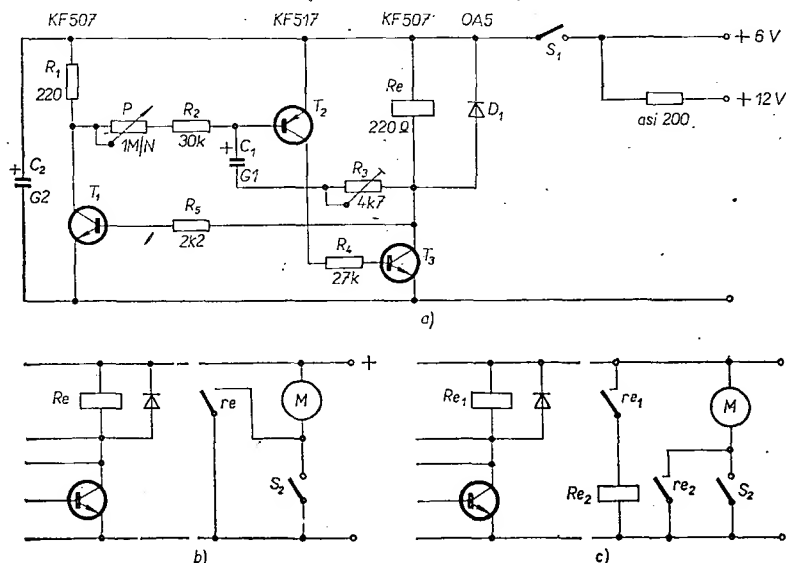 KF507 KF517 KF507 OA5
S1
+ 6 V
R1
220
P
1M/N
R2
30k
T2
Re
220 Ω
D1
+ 12 V
asi 200
+ C1
G1
R3
4k7
+ C2
G2
T1
R5
2k2
R4
27k
T3
a)
Re
re
M
S2
+
b)
Re1
re1
Re2
re2
M
S2
c)